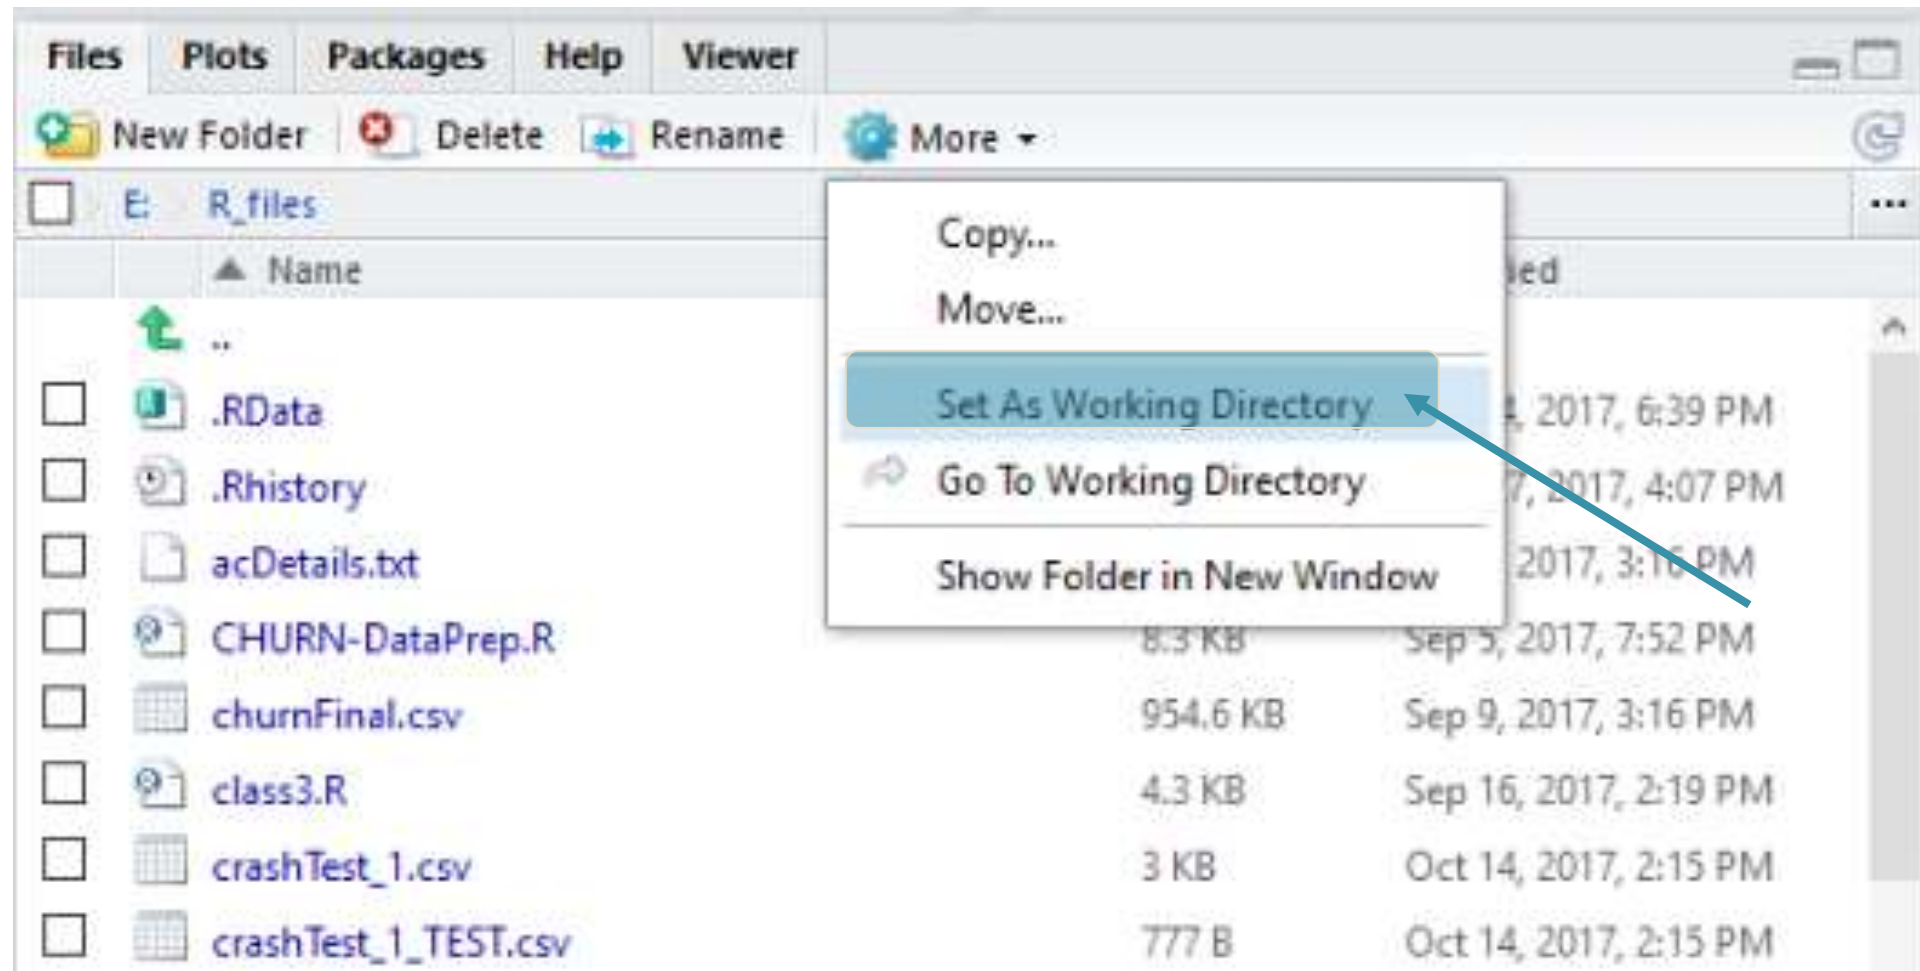 Files Plots Packages Help Viewer
New Folder Delete Rename More
E: R_files ...
Name
Copy...
Move...
..
Set As Working Directory
.RData 2017, 6:39 PM
Go To Working Directory
.Rhistory 7, 2017, 4:07 PM
acDetails.txt 2017, 3:16 PM
Show Folder in New Window
CHURN-DataPrep.R 8.3 KB Sep 5, 2017, 7:52 PM
churnFinal.csv 954.6 KB Sep 9, 2017, 3:16 PM
class3.R 4.3 KB Sep 16, 2017, 2:19 PM
crashTest_1.csv 3 KB Oct 14, 2017, 2:15 PM
crashTest_1_TEST.csv 777 B Oct 14, 2017, 2:15 PM